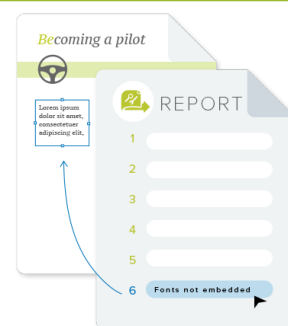 Becoming a pilot
Lorem ipsum
dolor sit amet,
consectetuer
adipiscing elit,
REPORT
1
2
3
4
5
6 Fonts not embedded